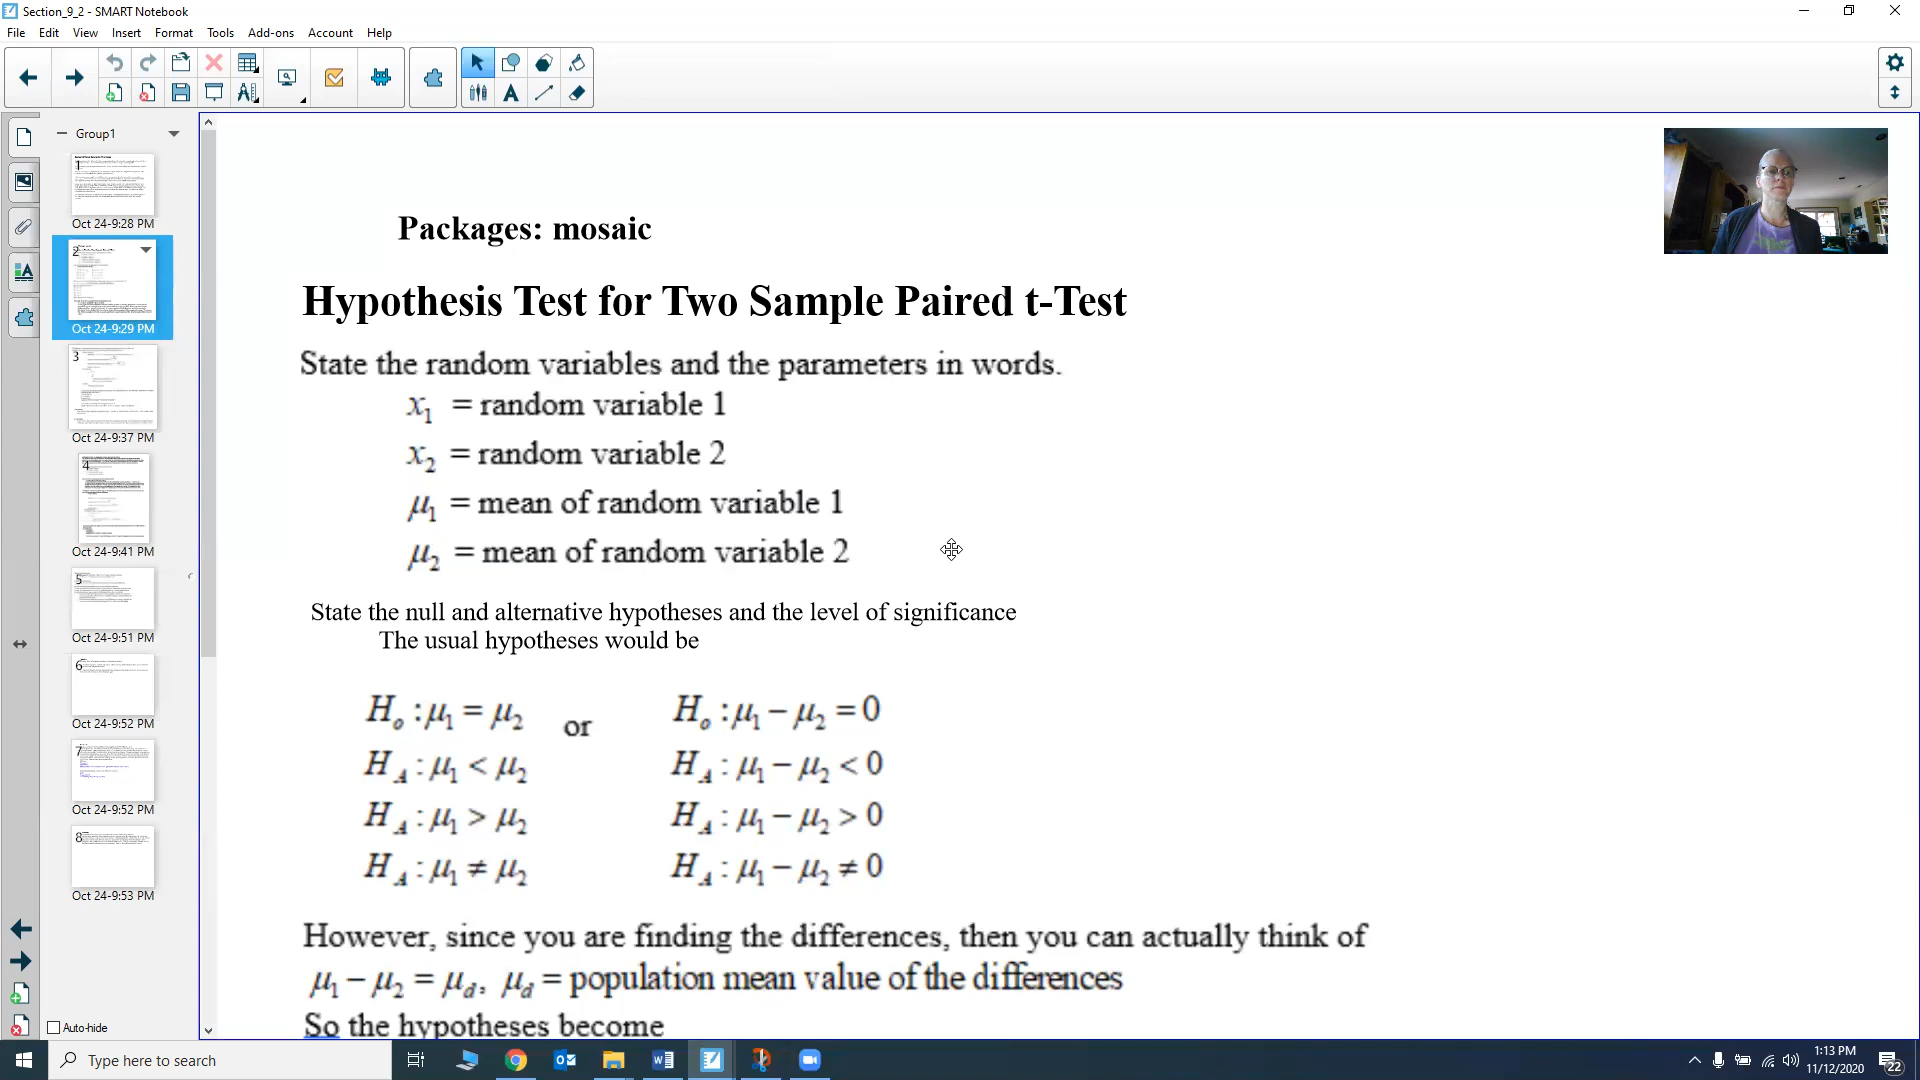 Section_9_2 - SMART Notebook
File Edit View Insert Format Tools Add-ons Account Help
Group1
1
Oct 24-9:28 PM
2
Oct 24-9:29 PM
3
Oct 24-9:37 PM
4
Oct 24-9:41 PM
5
Oct 24-9:51 PM
6
Oct 24-9:52 PM
7
Oct 24-9:52 PM
8
Oct 24-9:53 PM
Auto-hide
Packages: mosaic
Hypothesis Test for Two Sample Paired t-Test
State the random variables and the parameters in words.
x₁ = random variable 1
x₂ = random variable 2
μ₁ = mean of random variable 1
μ₂ = mean of random variable 2
State the null and alternative hypotheses and the level of significance
The usual hypotheses would be
Hₒ : μ₁ = μ₂ or Hₒ : μ₁ − μ₂ = 0
H_A : μ₁ < μ₂ H_A : μ₁ − μ₂ < 0
H_A : μ₁ > μ₂ H_A : μ₁ − μ₂ > 0
H_A : μ₁ ≠ μ₂ H_A : μ₁ − μ₂ ≠ 0
However, since you are finding the differences, then you can actually think of
μ₁ − μ₂ = μ_d, μ_d = population mean value of the differences
So the hypotheses become
Type here to search
1:13 PM
11/12/2020
22